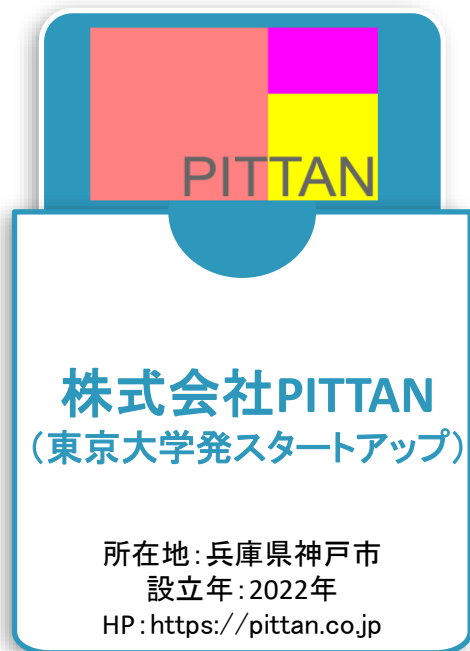 PITTAN
株式会社PITTAN
（東京大学発スタートアップ）
所在地：兵庫県神戸市
設立年：2022年
HP：https://pittan.co.jp